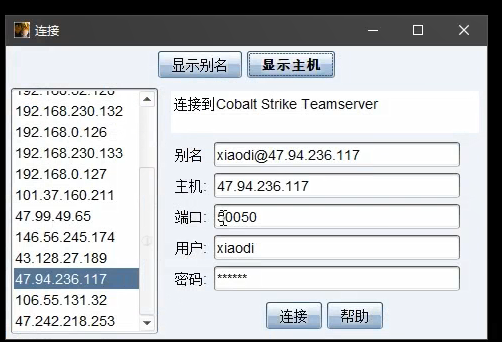 连接
显示别名 显示主机
192.168.230.132
192.168.0.126
192.168.230.133
192.168.0.127
101.37.160.211
47.99.49.65
146.56.245.174
43.128.27.189
47.94.236.117
106.55.131.32
47.242.218.253
连接到Cobalt Strike Teamserver
别名 xiaodi@47.94.236.117
主机: 47.94.236.117
端口: 50050
用户: xiaodi
密码: ******
连接 帮助